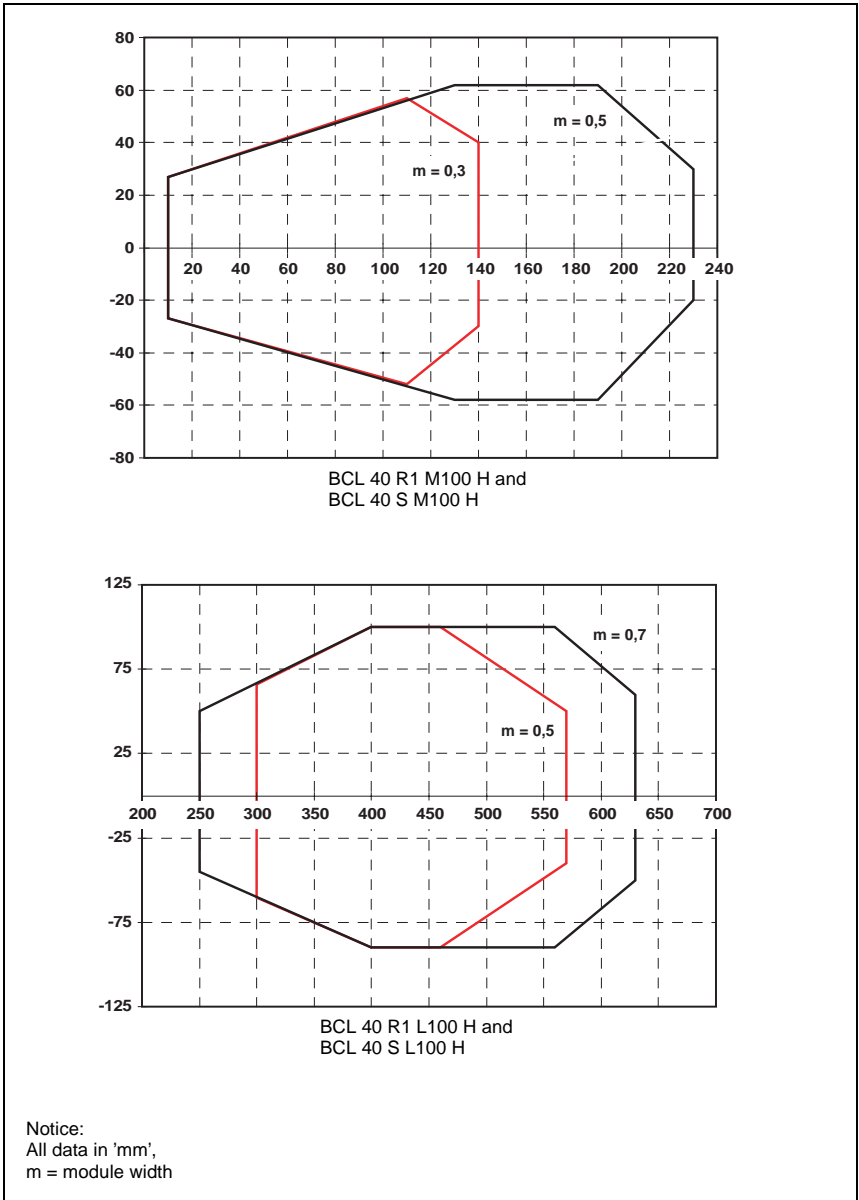 80
60
m = 0,5
40
m = 0,3
20
0
20 40 60 80 100 120 140 160 180 200 220 240
-20
-40
-60
-80
BCL 40 R1 M100 H and
BCL 40 S M100 H
125
m = 0,7
75
m = 0,5
25
200 250 300 350 400 450 500 550 600 650 700
-25
-75
-125
BCL 40 R1 L100 H and
BCL 40 S L100 H
Notice:
All data in ’mm’,
m = module width